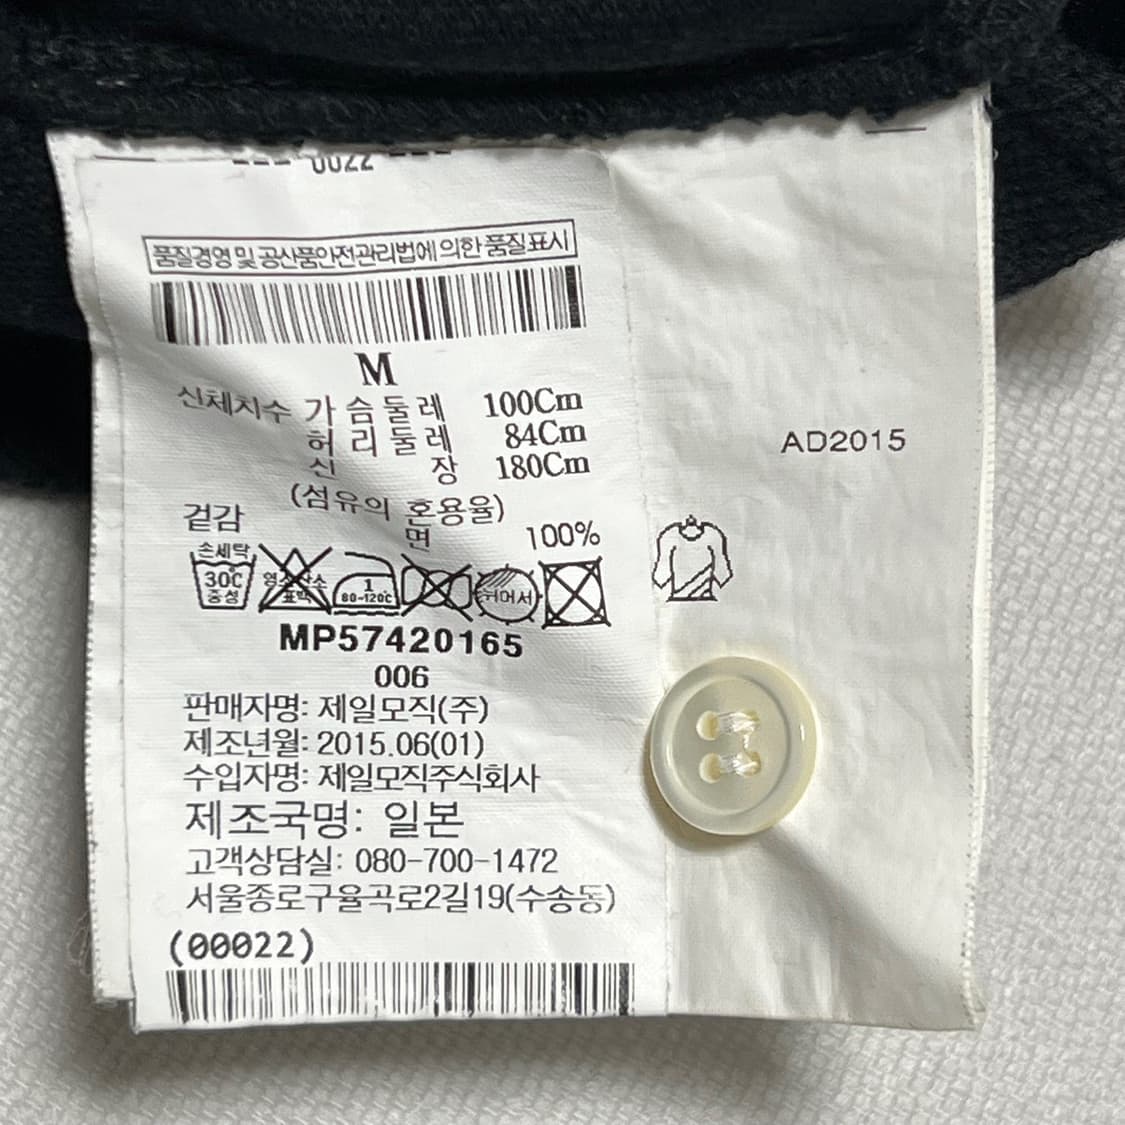 0022
품질경영 및 공산품안전관리법에 의한 품질표시
M
신체치수 가슴둘레 100Cm
허리둘레 84Cm
신 장 180Cm
(섬유의 혼용율)
겉감
면 100%
손세탁
30℃
중성
표백
1
80-120℃
뉘어서
MP57420165
006
판매자명: 제일모직(주)
제조년월: 2015.06(01)
수입자명: 제일모직주식회사
제조국명: 일본
고객상담실: 080-700-1472
서울종로구율곡로2길19(수송동)
(00022)
AD2015